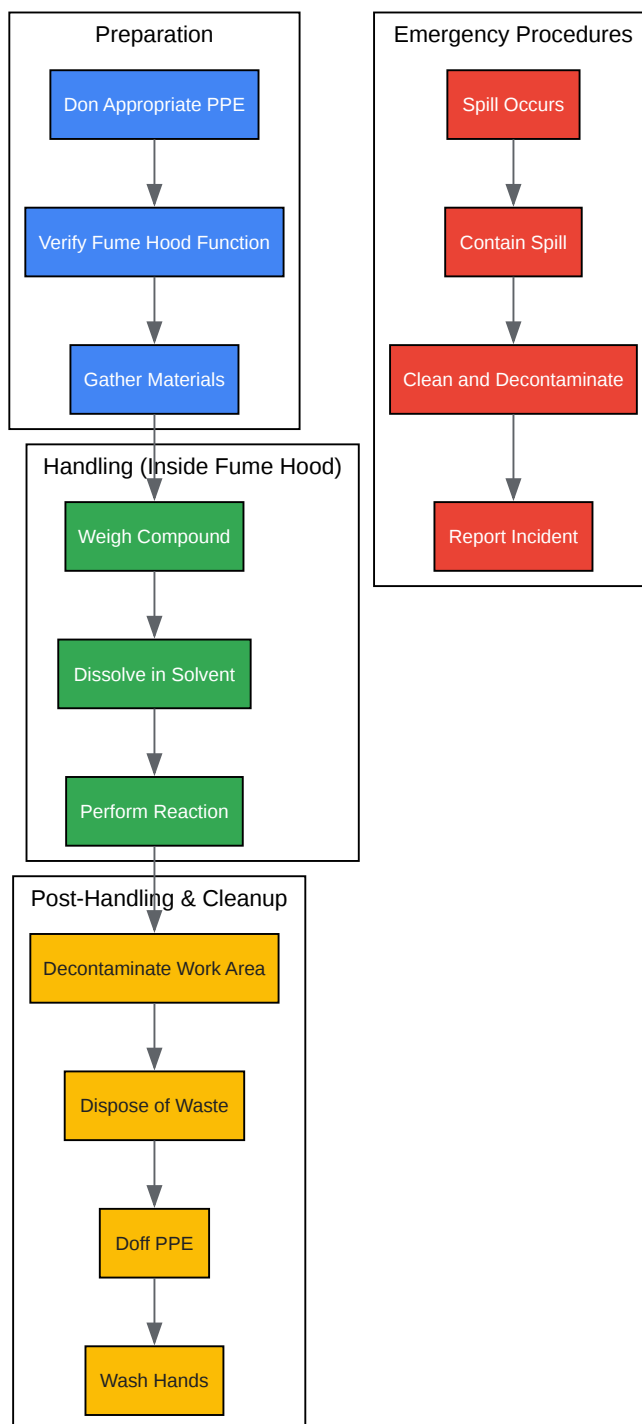 Preparation
Don Appropriate PPE
Verify Fume Hood Function
Gather Materials
Handling (Inside Fume Hood)
Weigh Compound
Dissolve in Solvent
Perform Reaction
Post-Handling & Cleanup
Decontaminate Work Area
Dispose of Waste
Doff PPE
Wash Hands
Emergency Procedures
Spill Occurs
Contain Spill
Clean and Decontaminate
Report Incident